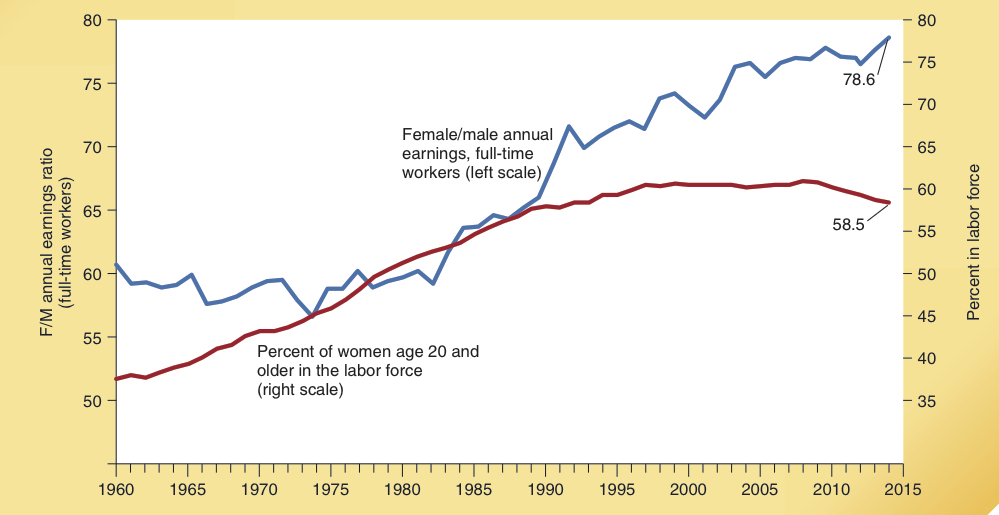 F/M annual earnings ratio
(full-time workers)
80
75
70
65
60
55
50
Female/male annual
earnings, full-time
workers (left scale)
Percent of women age 20 and
older in the labor force
(right scale)
78.6
58.5
80
75
70
65
60
55
50
45
40
35
Percent in labor force
1960 1965 1970 1975 1980 1985 1990 1995 2000 2005 2010 2015